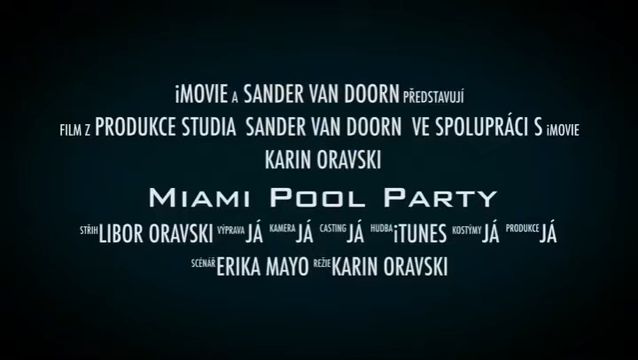 iMOVIE A SANDER VAN DOORN PŘEDSTAVUJÍ
FILM Z PRODUKCE STUDIA SANDER VAN DOORN VE SPOLUPRÁCI S iMOVIE
KARIN ORAVSKI
MIAMI POOL PARTY
STŘIH LIBOR ORAVSKI VÝPRAVA JÁ KAMERA JÁ CASTING JÁ HUDBA iTUNES KOSTÝMY JÁ PRODUKCE JÁ
SCÉNÁŘ ERIKA MAYO REŽIE KARIN ORAVSKI